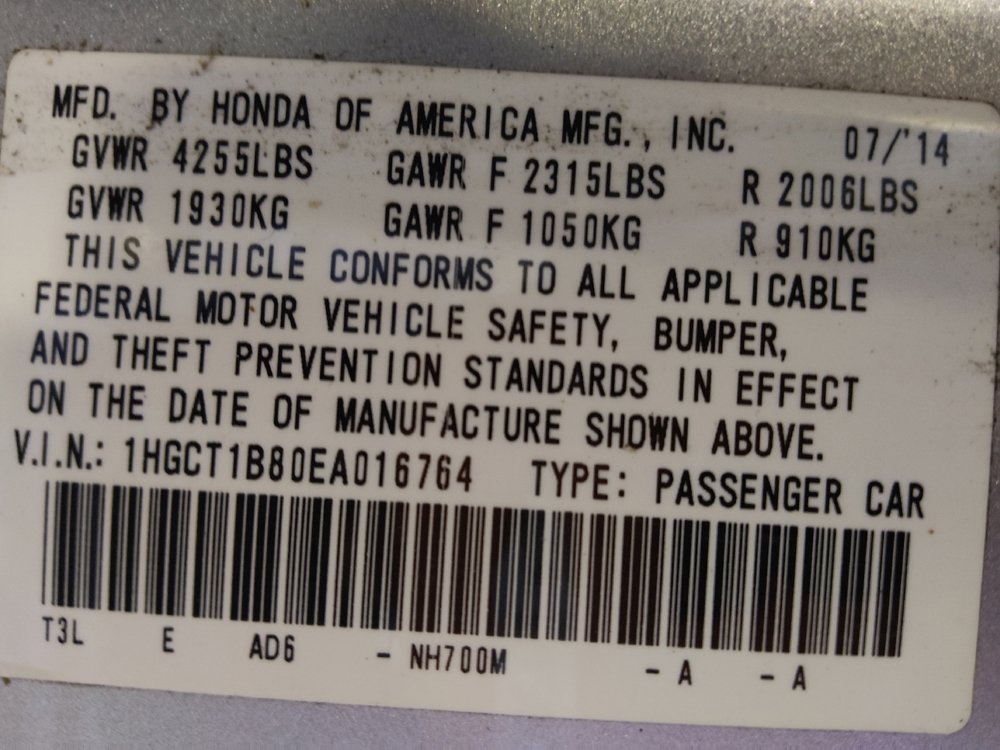 MFD. BY HONDA OF AMERICA MFG., INC. 07/'14
GVWR 4255LBS GAWR F 2315LBS R 2006LBS
GVWR 1930KG GAWR F 1050KG R 910KG
THIS VEHICLE CONFORMS TO ALL APPLICABLE
FEDERAL MOTOR VEHICLE SAFETY, BUMPER,
AND THEFT PREVENTION STANDARDS IN EFFECT
ON THE DATE OF MANUFACTURE SHOWN ABOVE.
V.I.N.: 1HGCT1B80EA016764 TYPE: PASSENGER CAR
T3L E AD6 - NH700M - A - A